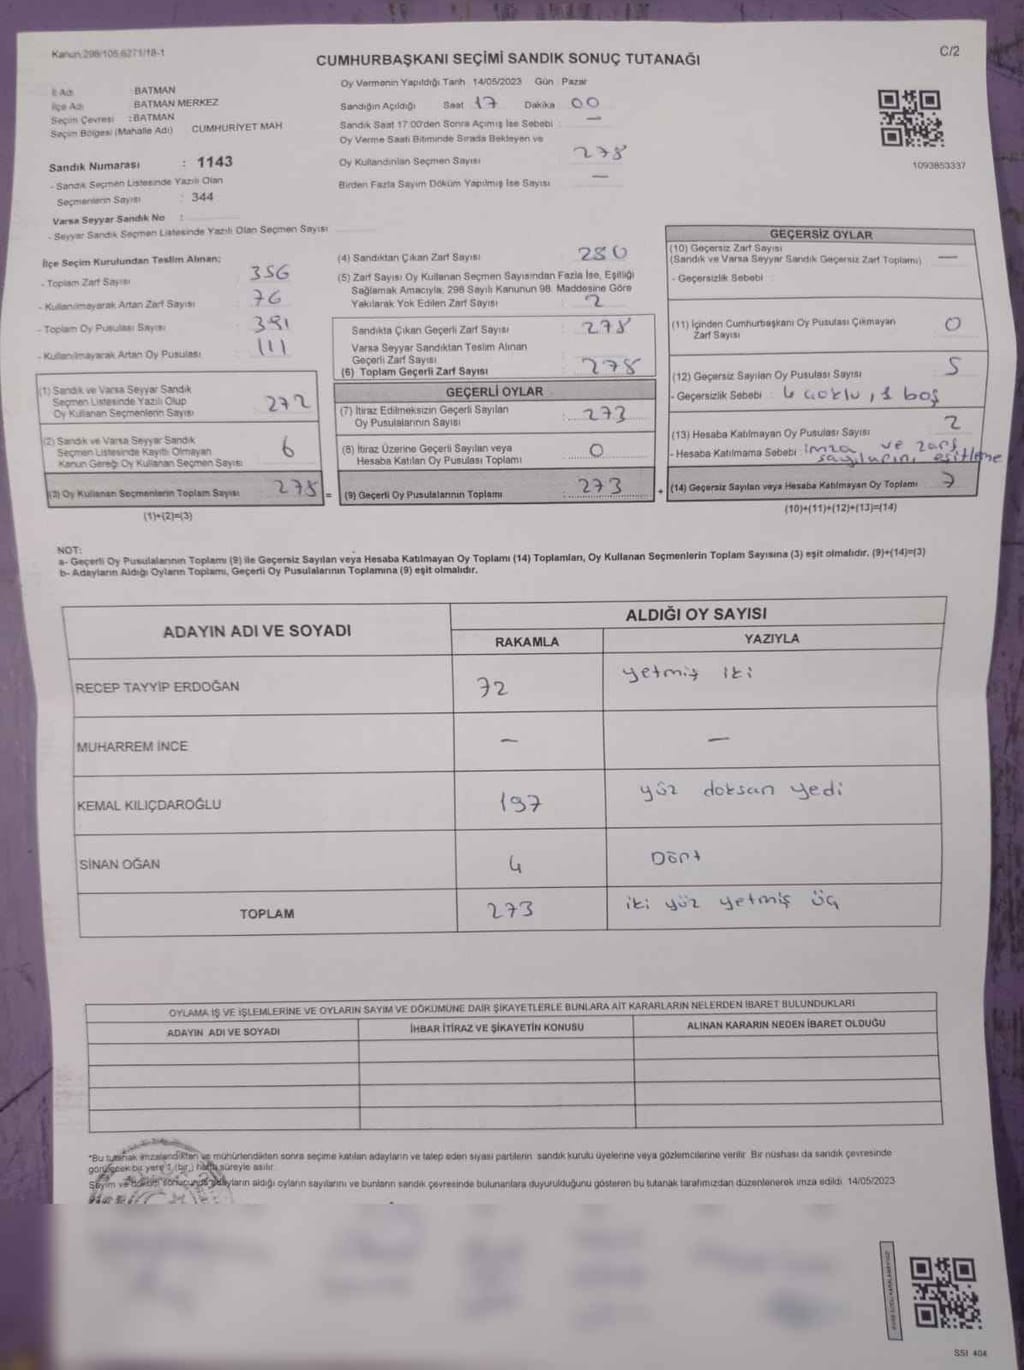 Kanun 298/105 6271/18-1
CUMHURBAŞKANI SEÇİMİ SANDIK SONUÇ TUTANAĞI
C/2
Oy Vermenin Yapıldığı Tarih 14/05/2023 Gün Pazar
İl Adı : BATMAN
İlçe Adı : BATMAN MERKEZ
Seçim Çevresi : BATMAN
Seçim Bölgesi (Mahalle Adı) CUMHURİYET MAH
Sandığın Açıldığı Saat 17 Dakika 00
Sandık Saat 17:00'den Sonra Açımış İse Sebebi : —
Oy Verme Saati Bitiminde Sırada Bekleyen ve
Oy Kullandırılan Seçmen Sayısı 278
Birden Fazla Sayım Döküm Yapılmış İse Sayısı —
1093853337
Sandık Numarası : 1143
- Sandık Seçmen Listesinde Yazılı Olan
Seçmenlerin Sayısı : 344
Varsa Seyyar Sandık No :
- Seyyar Sandık Seçmen Listesinde Yazılı Olan Seçmen Sayısı
İlçe Seçim Kurulundan Teslim Alınan;
- Toplam Zarf Sayısı 356
- Kullanılmayarak Artan Zarf Sayısı 76
- Toplam Oy Pusulası Sayısı 391
- Kullanılmayarak Artan Oy Pusulası 111
(1) Sandık ve Varsa Seyyar Sandık
Seçmen Listesinde Yazılı Olup
Oy Kullanan Seçmenlerin Sayısı 272
(2) Sandık ve Varsa Seyyar Sandık
Seçmen Listesinde Kayıtlı Olmayan
Kanun Gereği Oy Kullanan Seçmen Sayısı 6
(3) Oy Kullanan Seçmenlerin Toplam Sayısı 278
(1)+(2)=(3)
(4) Sandıktan Çıkan Zarf Sayısı 280
(5) Zarf Sayısı Oy Kullanan Seçmen Sayısından Fazla İse, Eşitliği
Sağlamak Amacıyla, 298 Sayılı Kanunun 98. Maddesine Göre
Yakılarak Yok Edilen Zarf Sayısı 2
Sandıkta Çıkan Geçerli Zarf Sayısı 278
Varsa Seyyar Sandıktan Teslim Alınan
Geçerli Zarf Sayısı
(6) Toplam Geçerli Zarf Sayısı 278
GEÇERLİ OYLAR
(7) İtiraz Edilmeksizin Geçerli Sayılan
Oy Pusulalarının Sayısı : 273
(8) İtiraz Üzerine Geçerli Sayılan veya
Hesaba Katılan Oy Pusulası Toplamı : 0
= (9) Geçerli Oy Pusulalarının Toplamı : 273 +
GEÇERSİZ OYLAR
(10) Geçersiz Zarf Sayısı
(Sandık ve Varsa Seyyar Sandık Geçersiz Zarf Toplamı) —
- Geçersizlik Sebebi :
(11) İçinden Cumhurbaşkanı Oy Pusulası Çıkmayan
Zarf Sayısı 0
(12) Geçersiz Sayılan Oy Pusulası Sayısı 5
- Geçersizlik Sebebi : 4 çoklu, 1 boş
(13) Hesaba Katılmayan Oy Pusulası Sayısı 2
- Hesaba Katılmama Sebebi : imza ve zarf
sayılarını eşitleme
(14) Geçersiz Sayılan veya Hesaba Katılmayan Oy Toplamı 7
(10)+(11)+(12)+(13)=(14)
NOT:
a- Geçerli Oy Pusulalarının Toplamı (9) ile Geçersiz Sayılan veya Hesaba Katılmayan Oy Toplamı (14) Toplamları, Oy Kullanan Seçmenlerin Toplam Sayısına (3) eşit olmalıdır. (9)+(14)=(3)
b- Adayların Aldığı Oyların Toplamı, Geçerli Oy Pusulalarının Toplamına (9) eşit olmalıdır.
ADAYIN ADI VE SOYADI
ALDIĞI OY SAYISI
RAKAMLA YAZIYLA
RECEP TAYYİP ERDOĞAN 72 yetmiş iki
MUHARREM İNCE — —
KEMAL KILIÇDAROĞLU 197 yüz doksan yedi
SİNAN OĞAN 4 Dört
TOPLAM 273 iki yüz yetmiş üç
OYLAMA İŞ VE İŞLEMLERİNE VE OYLARIN SAYIM VE DÖKÜMÜNE DAİR ŞİKAYETLERLE BUNLARA AİT KARARLARIN NELERDEN İBARET BULUNDUKLARI
ADAYIN ADI VE SOYADI İHBAR İTİRAZ VE ŞİKAYETİN KONUSU ALINAN KARARIN NEDEN İBARET OLDUĞU
*Bu tutanak imzalandıktan ve mühürlendikten sonra seçime katılan adayların ve talep eden siyasi partilerin sandık kurulu üyelerine veya gözlemcilerine verilir. Bir nüshası da sandık çevresinde
görülecek bir yere 1 (bir) hafta süreyle asılır.
Sayım ve döküm sonucunda adayların aldığı oyların sayılarını ve bunların sandık çevresinde bulunanlara duyurulduğunu gösteren bu tutanak tarafımızdan düzenlenerek imza edildi. 14/05/2023
SSI 404